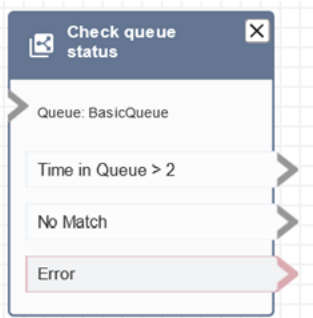 Check queue
status
Queue: BasicQueue
Time in Queue > 2
No Match
Error